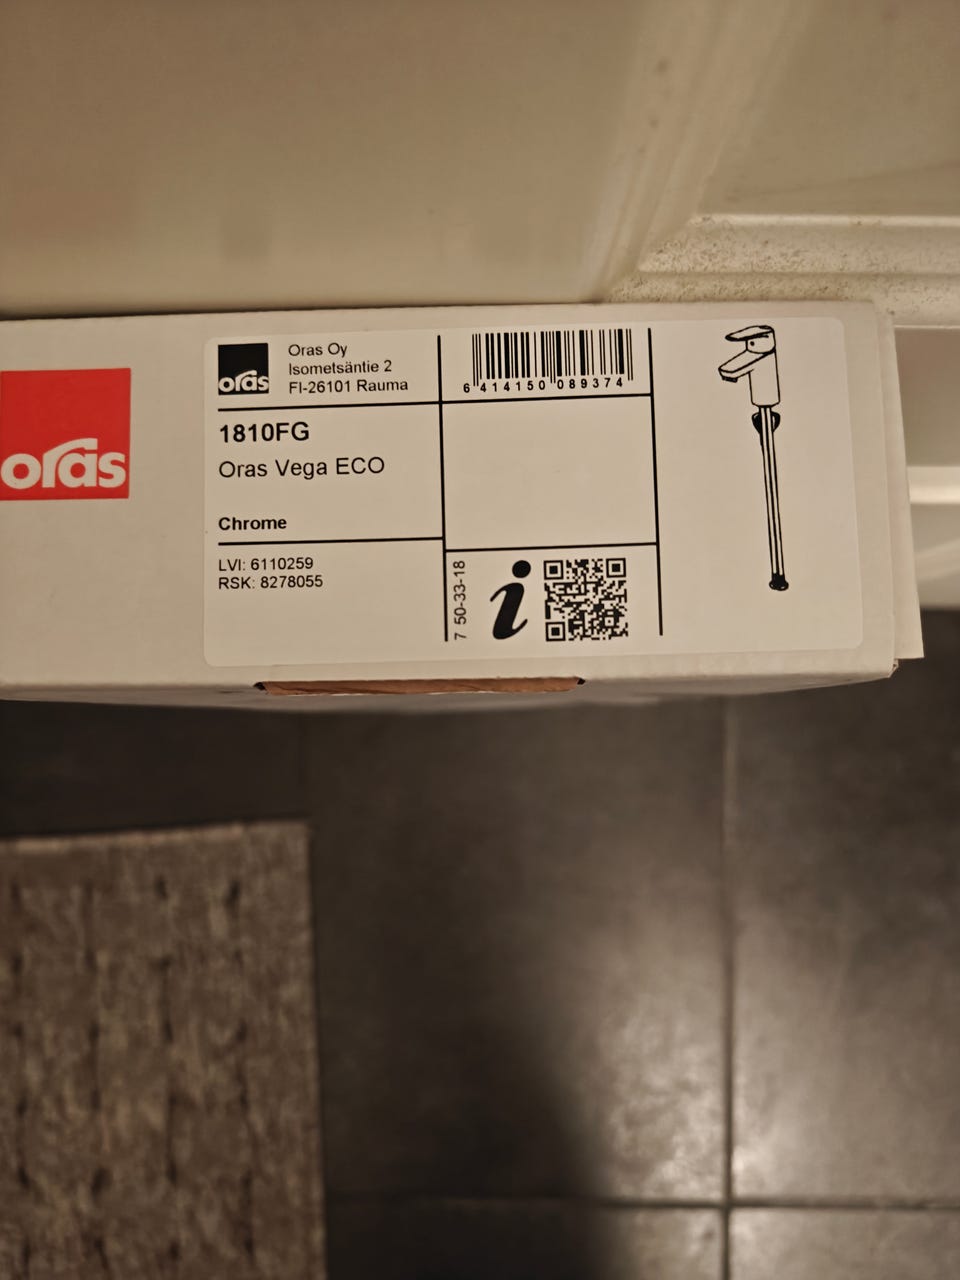 oras
oras
Oras Oy
Isometsäntie 2
FI-26101 Rauma
6 414150 089374
1810FG
Oras Vega ECO
Chrome
LVI: 6110259
RSK: 8278055
7 50-33-18
i